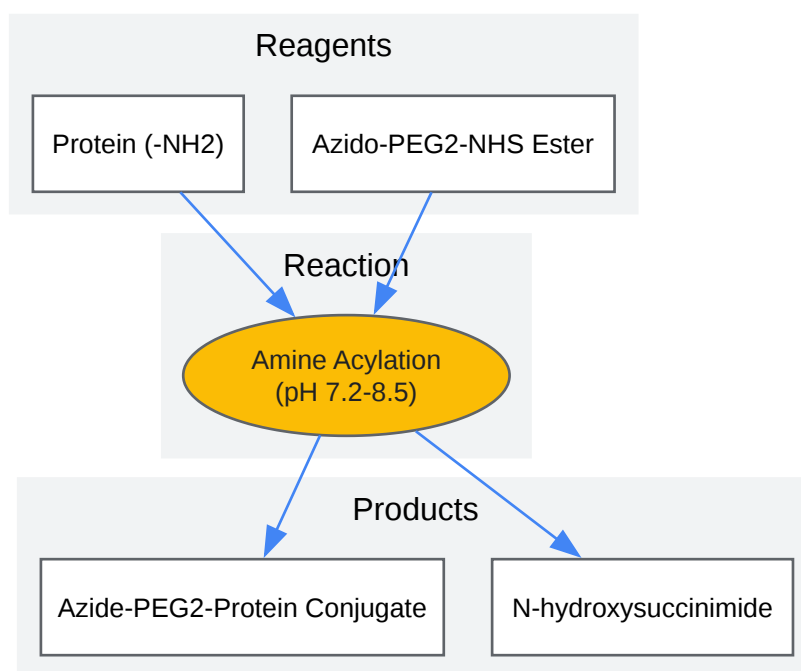 Reagents
Protein (-NH2)
Azido-PEG2-NHS Ester
Reaction
Amine Acylation
(pH 7.2-8.5)
Products
Azide-PEG2-Protein Conjugate
N-hydroxysuccinimide